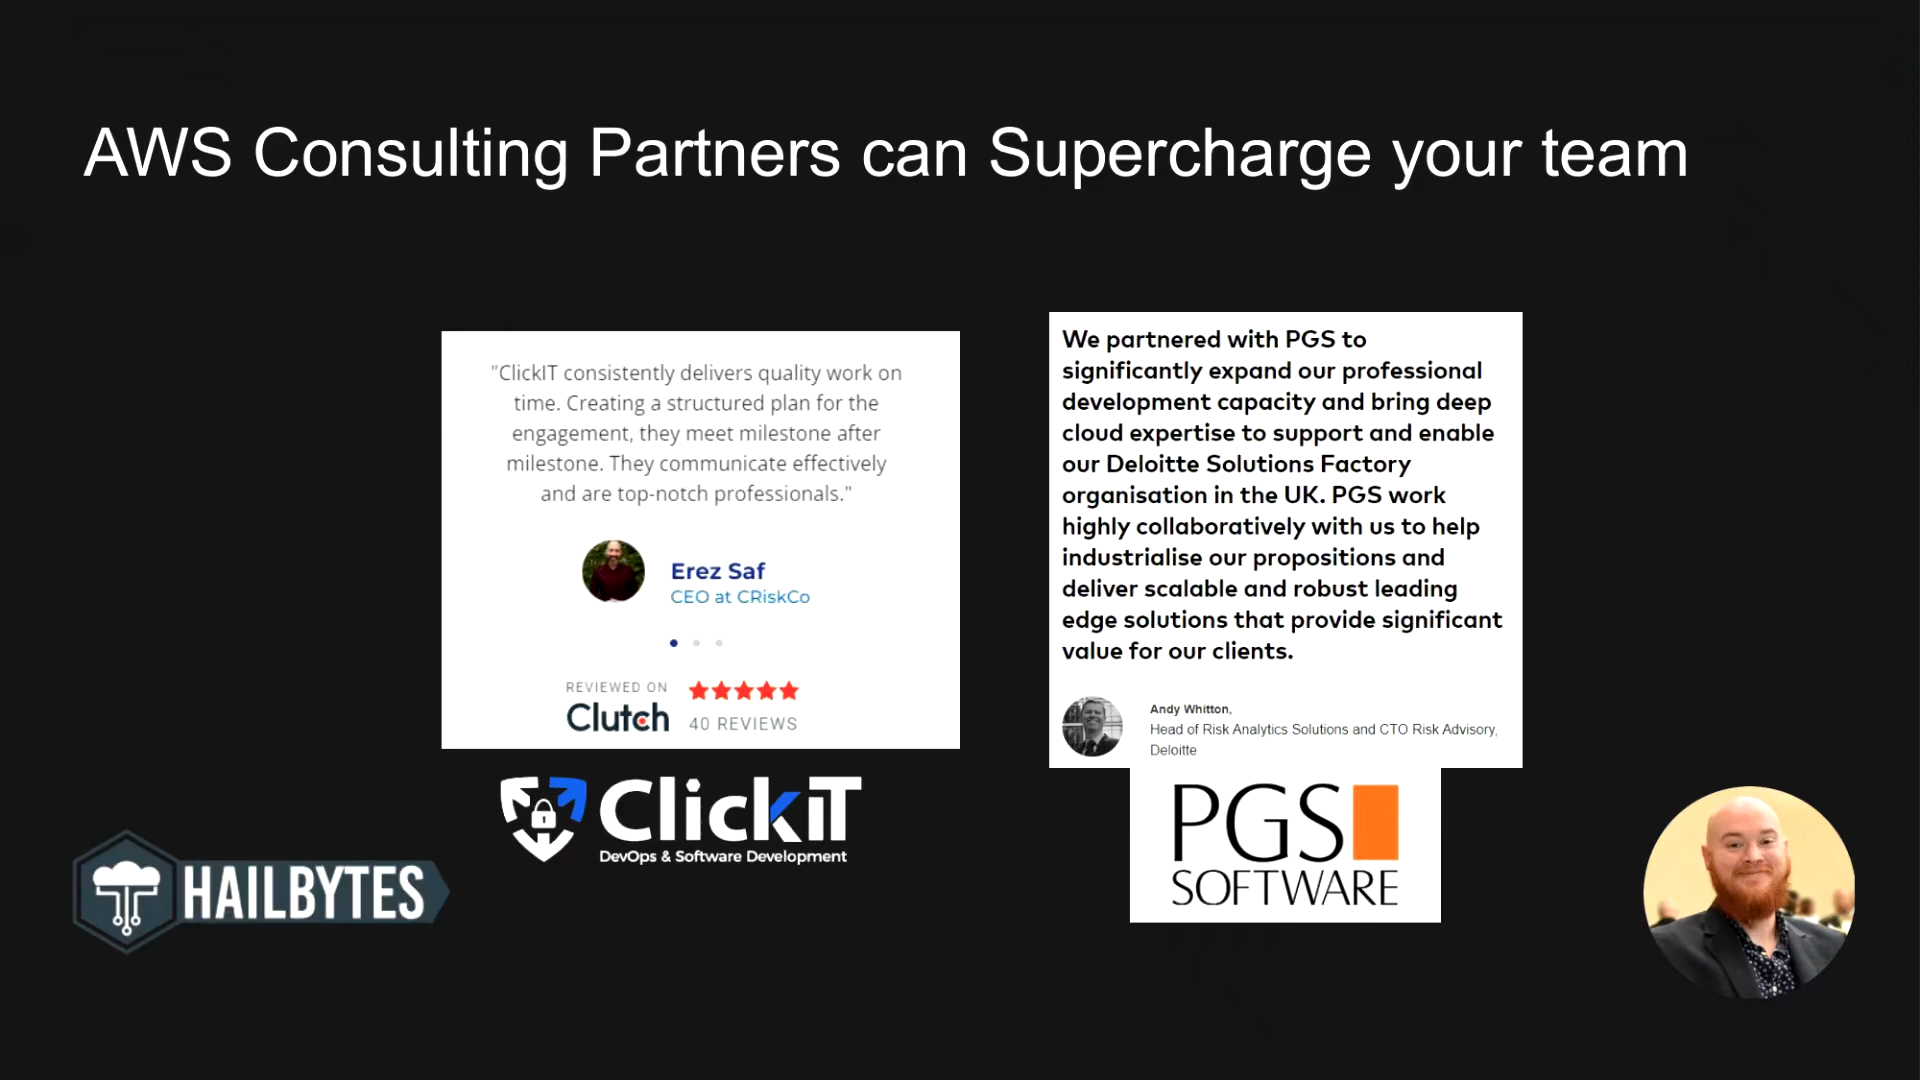 AWS Consulting Partners can Supercharge your team
"ClickIT consistently delivers quality work on
time. Creating a structured plan for the
engagement, they meet milestone after
milestone. They communicate effectively
and are top-notch professionals."
Erez Saf
CEO at CRiskCo
REVIEWED ON
Clutch
40 REVIEWS
ClickIT
DevOps & Software Development
We partnered with PGS to
significantly expand our professional
development capacity and bring deep
cloud expertise to support and enable
our Deloitte Solutions Factory
organisation in the UK. PGS work
highly collaboratively with us to help
industrialise our propositions and
deliver scalable and robust leading
edge solutions that provide significant
value for our clients.
Andy Whitton,
Head of Risk Analytics Solutions and CTO Risk Advisory,
Deloitte
PGS
SOFTWARE
HAILBYTES